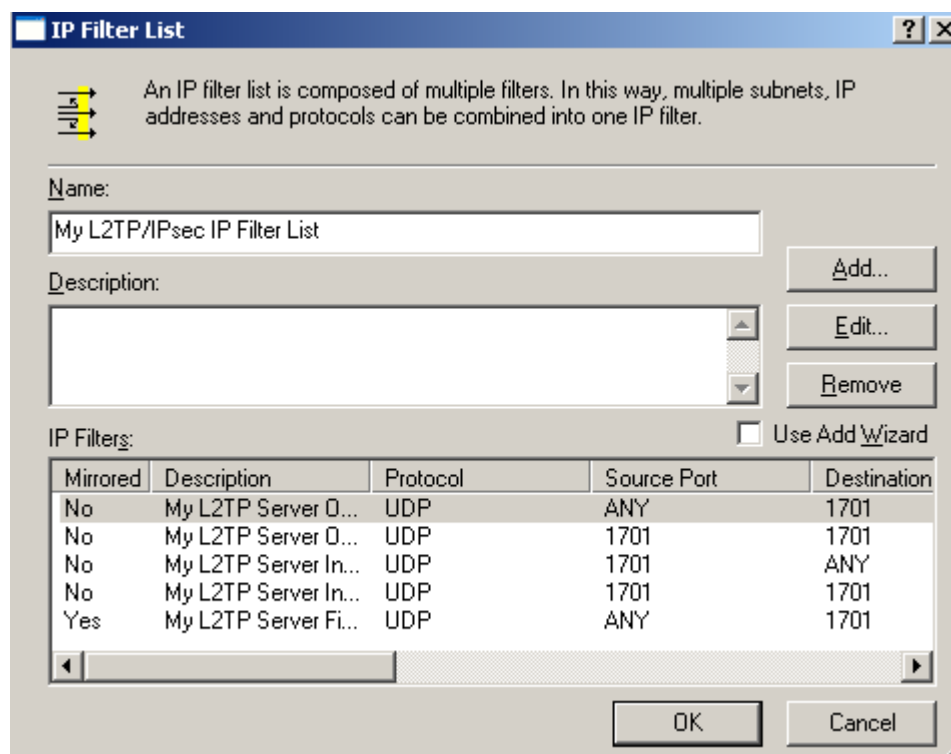 IP Filter List
An IP filter list is composed of multiple filters. In this way, multiple subnets, IP
addresses and protocols can be combined into one IP filter.
Name:
My L2TP/IPsec IP Filter List
Add...
Description:
Edit...
Remove
IP Filters:
Use Add Wizard
Mirrored Description Protocol Source Port Destination
No My L2TP Server O... UDP ANY 1701
No My L2TP Server O... UDP 1701 1701
No My L2TP Server In... UDP 1701 ANY
No My L2TP Server In... UDP 1701 1701
Yes My L2TP Server Fi... UDP ANY 1701
OK Cancel